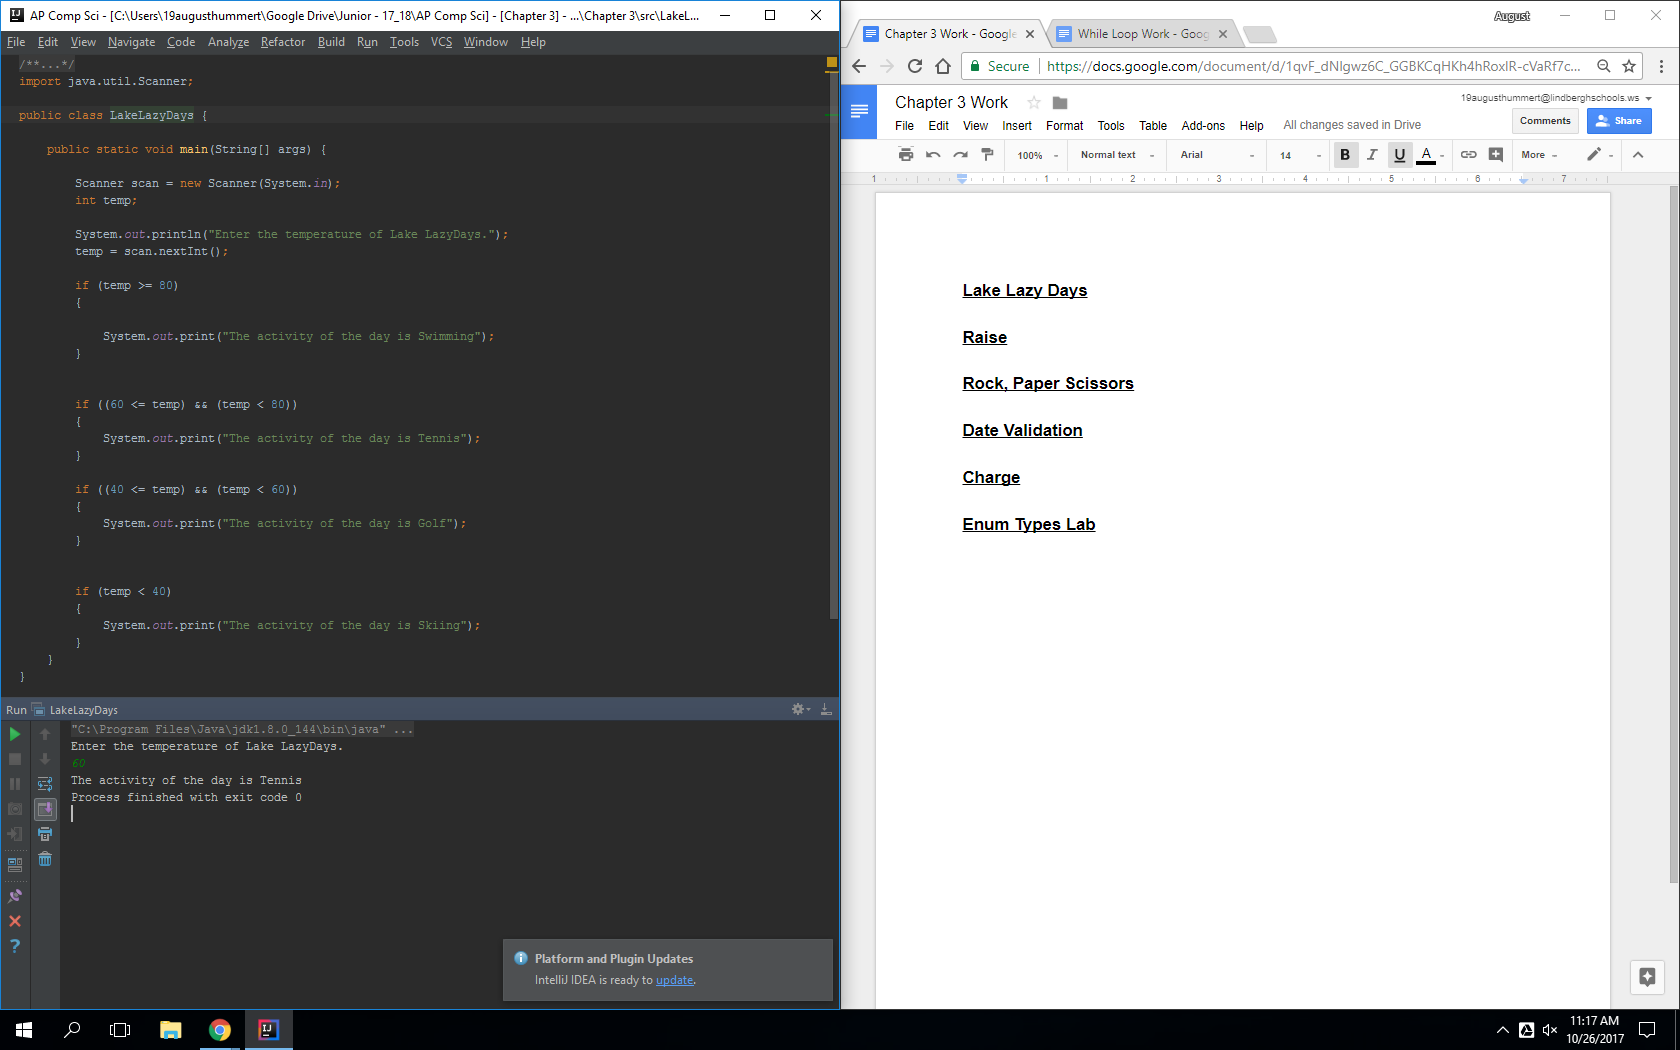 AP Comp Sci - [C:\Users\19augusthummert\Google Drive\Junior - 17_18\AP Comp Sci] - [Chapter 3] - ...\Chapter 3\src\LakeL...
File Edit View Navigate Code Analyze Refactor Build Run Tools VCS Window Help
/**...*/
import java.util.Scanner;
public class LakeLazyDays {
public static void main(String[] args) {
Scanner scan = new Scanner(System.in);
int temp;
System.out.println("Enter the temperature of Lake LazyDays.");
temp = scan.nextInt();
if (temp >= 80)
{
System.out.print("The activity of the day is Swimming");
}
if ((60 <= temp) && (temp < 80))
{
System.out.print("The activity of the day is Tennis");
}
if ((40 <= temp) && (temp < 60))
{
System.out.print("The activity of the day is Golf");
}
if (temp < 40)
{
System.out.print("The activity of the day is Skiing");
}
}
}
Run LakeLazyDays
"C:\Program Files\Java\jdk1.8.0_144\bin\java" ...
Enter the temperature of Lake LazyDays.
60
The activity of the day is Tennis
Process finished with exit code 0
Platform and Plugin Updates
IntelliJ IDEA is ready to update.
August
Chapter 3 Work - Google
While Loop Work - Goog
Secure https://docs.google.com/document/d/1qvF_dNIgwz6C_GGBKCqHKh4hRoxIR-cVaRf7c...
Chapter 3 Work
19augusthummert@lindberghschools.ws
File Edit View Insert Format Tools Table Add-ons Help All changes saved in Drive
Comments Share
100% Normal text Arial 14 B I U A More
1 1 2 3 4 5 6 7
Lake Lazy Days
Raise
Rock, Paper Scissors
Date Validation
Charge
Enum Types Lab
11:17 AM
10/26/2017